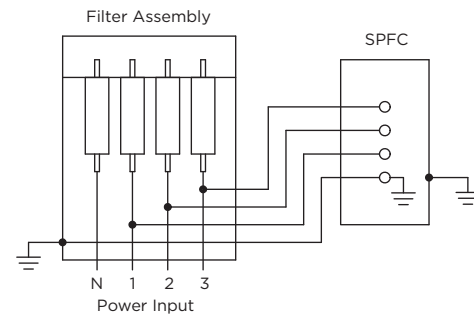 Filter Assembly
SPFC
N 1 2 3
Power Input